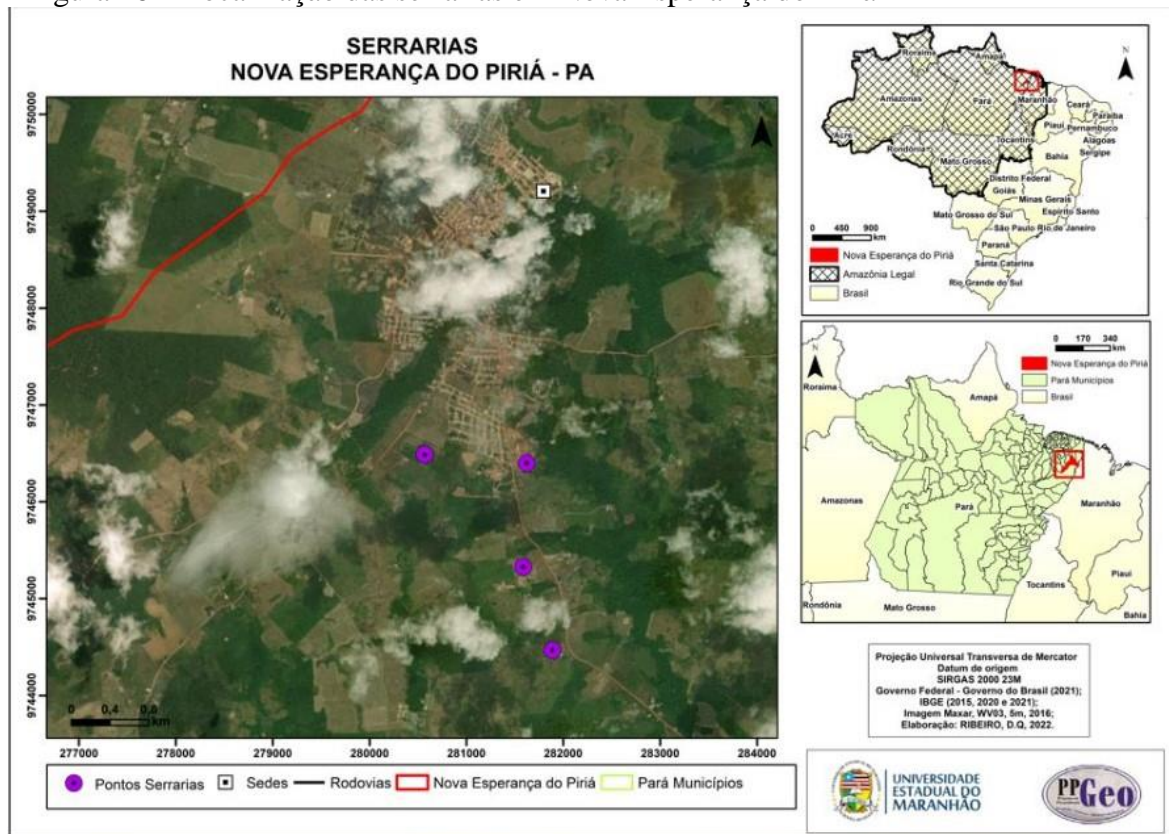 SERRARIAS
NOVA ESPERANÇA DO PIRIÁ - PA
9750000
9749000
9748000
9747000
9746000
9745000
9744000
N
0 0,4 0,8
km
277000 278000 279000 280000 281000 282000 283000 284000
Pontos Serrarias Sedes Rodovias Nova Esperança do Piriá Pará Municípios
N
Roraima
Amapá
Amazonas
Pará
Maranhão
Ceará
Paraíba
Piauí
Pernambuco
Acre
Tocantins
Alagoas
Rondônia
Sergipe
Mato Grosso
Bahia
Distrito Federal
Goiás
Minas Gerais
Mato Grosso do Sul
Espírito Santo
São Paulo
Rio de Janeiro
Paraná
Santa Catarina
Rio Grande do Sul
0 450 900
km
Nova Esperança do Piriá
Amazônia Legal
Brasil
0 170 340
km
N
Nova Esperança do Piriá
Pará Municípios
Brasil
Roraima
Amapá
Amazonas
Pará
Maranhão
Piauí
Tocantins
Rondônia
Mato Grosso
Bahia
Projeção Universal Transversa de Mercator
Datum de origem
SIRGAS 2000 23M
Governo Federal - Governo do Brasil (2021);
IBGE (2015, 2020 e 2021);
Imagem Maxar, WV03, 5m, 2016;
Elaboração: RIBEIRO, D.Q, 2022.
UNIVERSIDADE
ESTADUAL DO
MARANHÃO
PPGeo